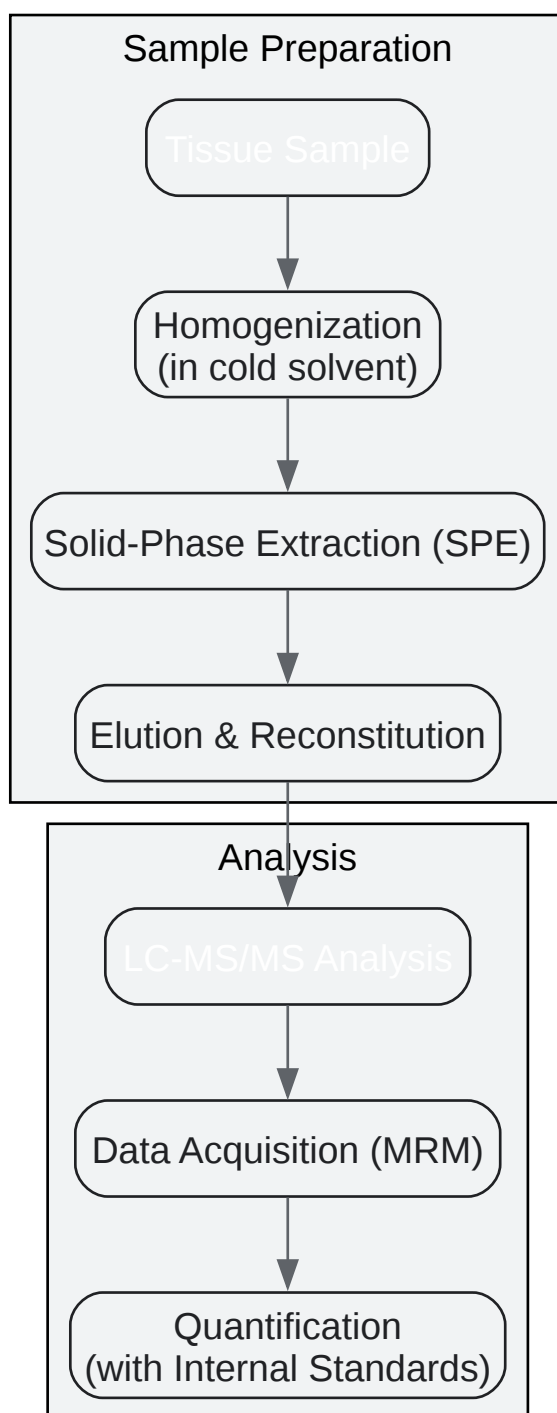 Sample Preparation
Tissue Sample
Homogenization
(in cold solvent)
Solid-Phase Extraction (SPE)
Elution & Reconstitution
Analysis
LC-MS/MS Analysis
Data Acquisition (MRM)
Quantification
(with Internal Standards)